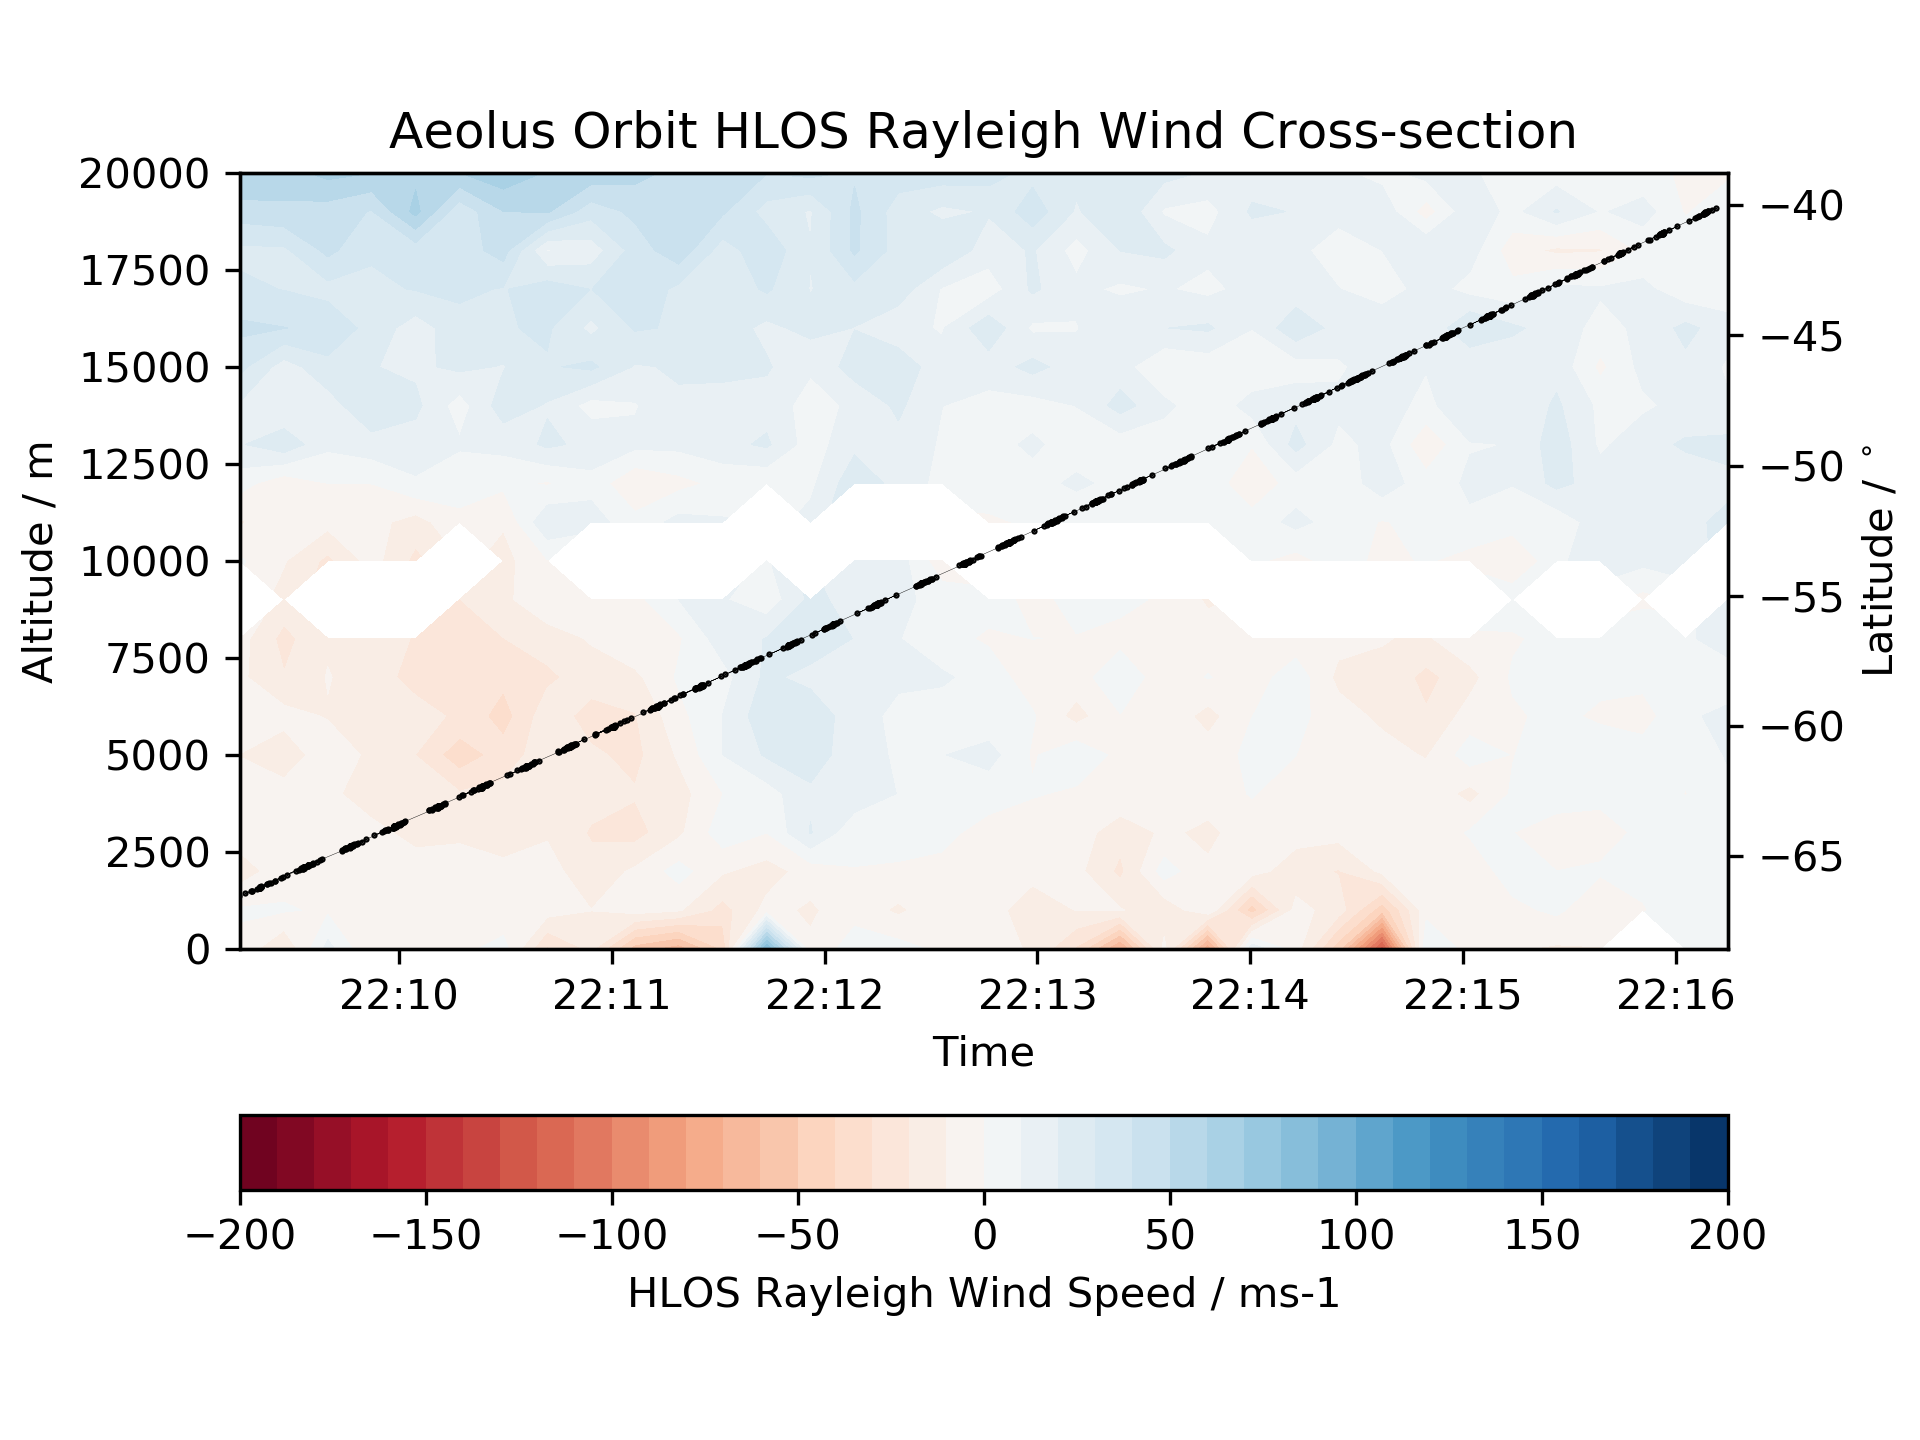 Aeolus Orbit HLOS Rayleigh Wind Cross-section
20000
17500
15000
12500
10000
7500
5000
2500
0
Altitude / m
−40
−45
−50
−55
−60
−65
Latitude / °
22:10 22:11 22:12 22:13 22:14 22:15 22:16
Time
−200 −150 −100 −50 0 50 100 150 200
HLOS Rayleigh Wind Speed / ms-1